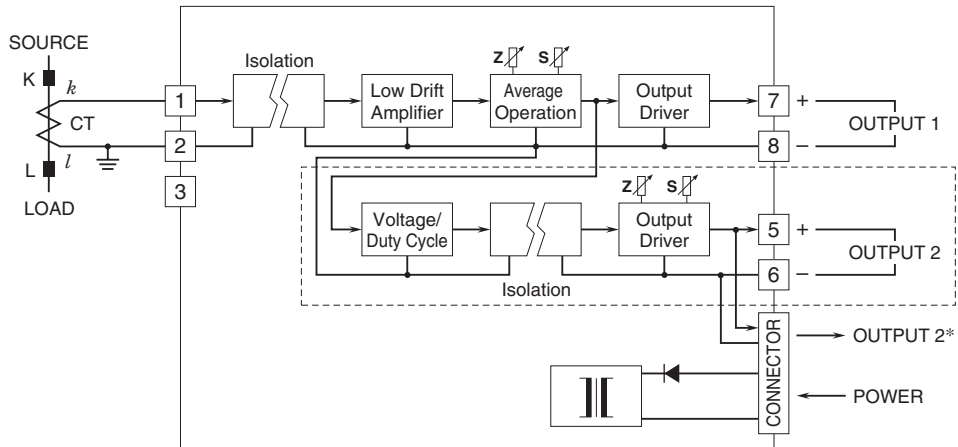 SOURCE
K
k
CT
l
L
LOAD
1
2
3
Isolation
Low Drift
Amplifier
Z
S
Average
Operation
Output
Driver
7
+
8
–
OUTPUT 1
Voltage/
Duty Cycle
Isolation
Z
S
Output
Driver
5
+
6
–
OUTPUT 2
CONNECTOR
OUTPUT 2*
POWER